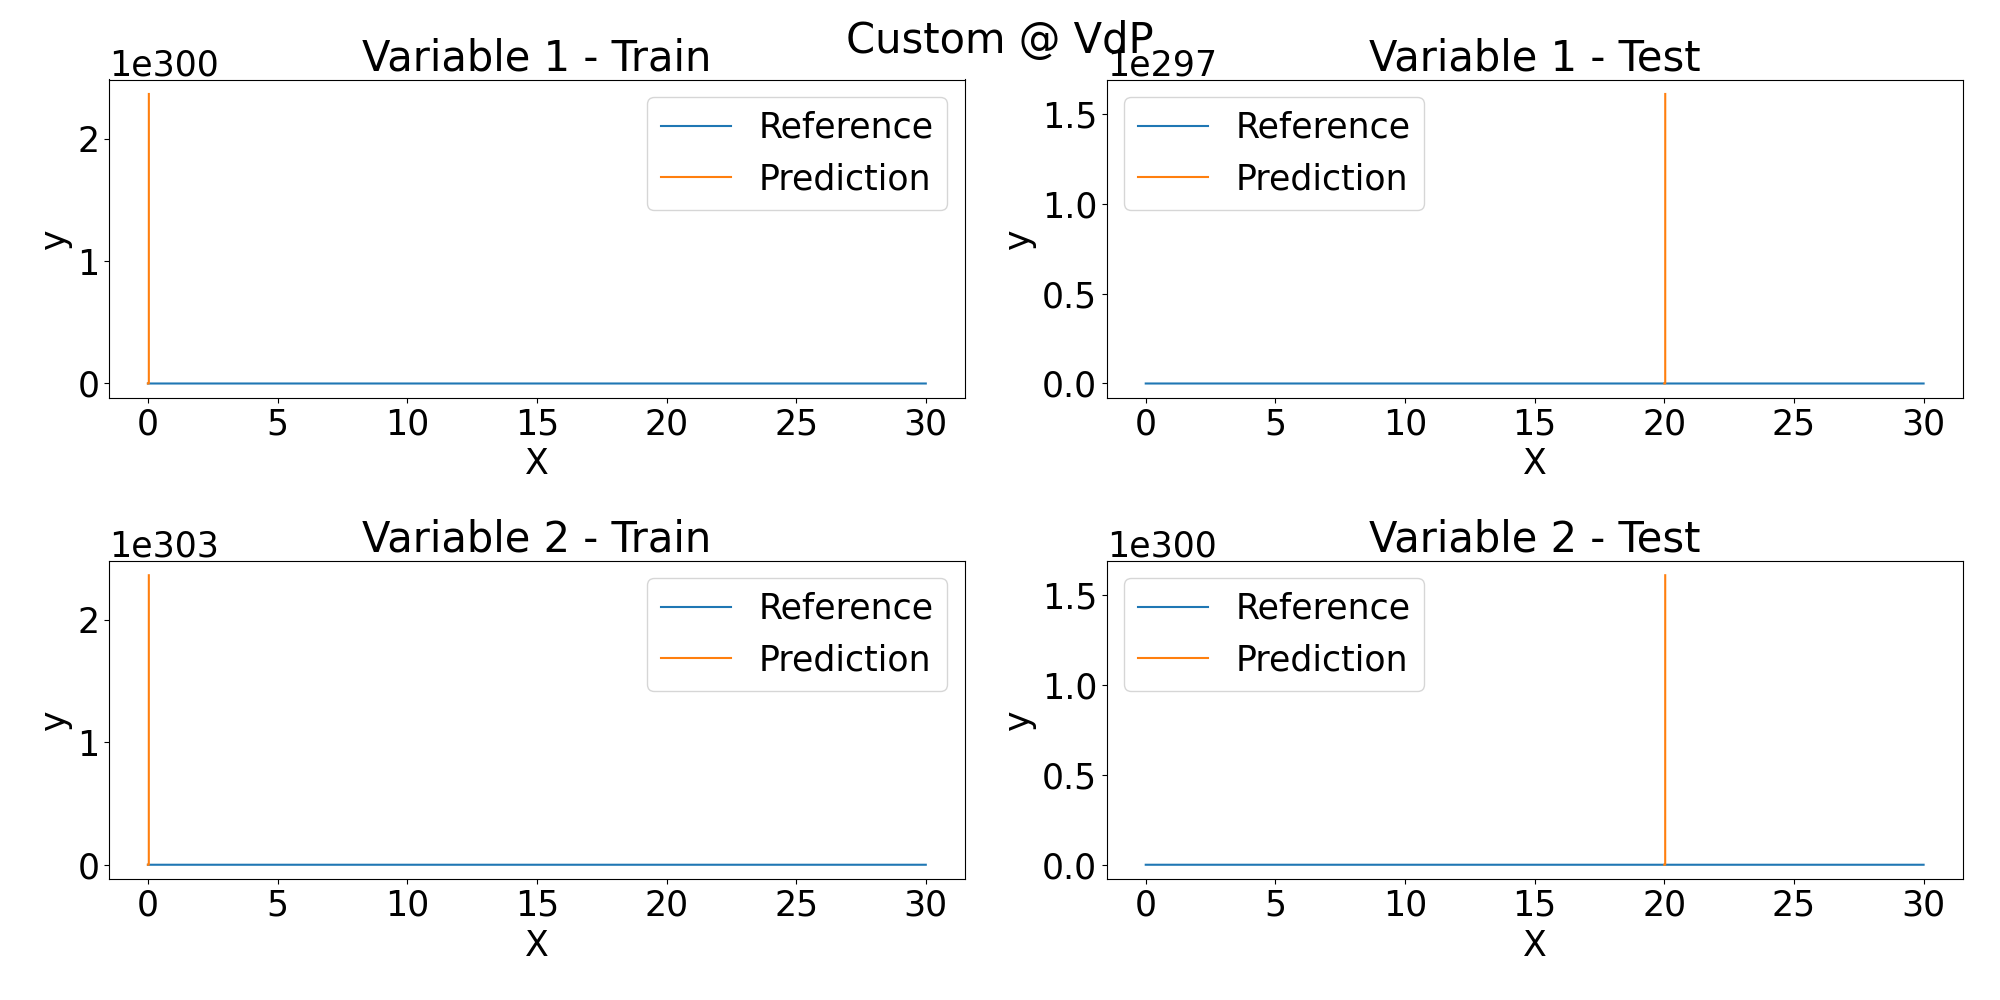 Custom @ VdP
Variable 1 - Train
1e300
2
1
0
y
Reference
Prediction
0 5 10 15 20 25 30
X
Variable 1 - Test
1e297
1.5
1.0
0.5
0.0
y
Reference
Prediction
0 5 10 15 20 25 30
X
Variable 2 - Train
1e303
2
1
0
y
Reference
Prediction
0 5 10 15 20 25 30
X
Variable 2 - Test
1e300
1.5
1.0
0.5
0.0
y
Reference
Prediction
0 5 10 15 20 25 30
X